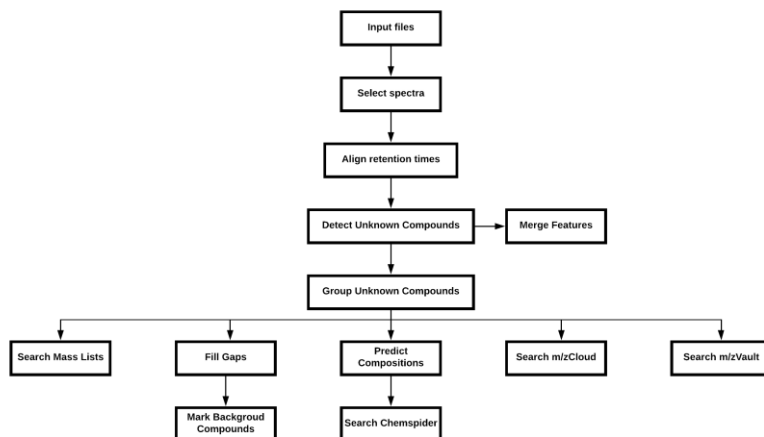 Input files
Select spectra
Align retention times
Detect Unknown Compounds
Merge Features
Group Unknown Compounds
Search Mass Lists
Fill Gaps
Predict
Compositions
Search m/zCloud
Search m/zVault
Mark Backgroud
Compounds
Search Chemspider